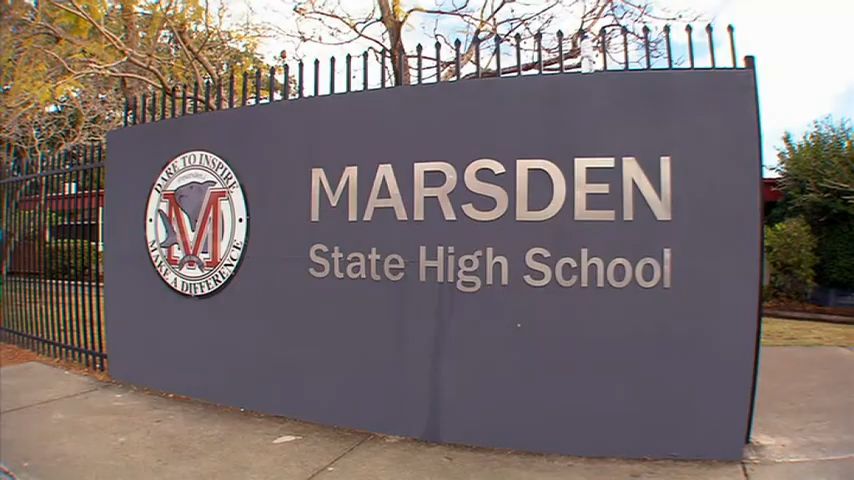 DARE TO INSPIRE
M
MAKE A DIFFERENCE
MARSDEN
State High School